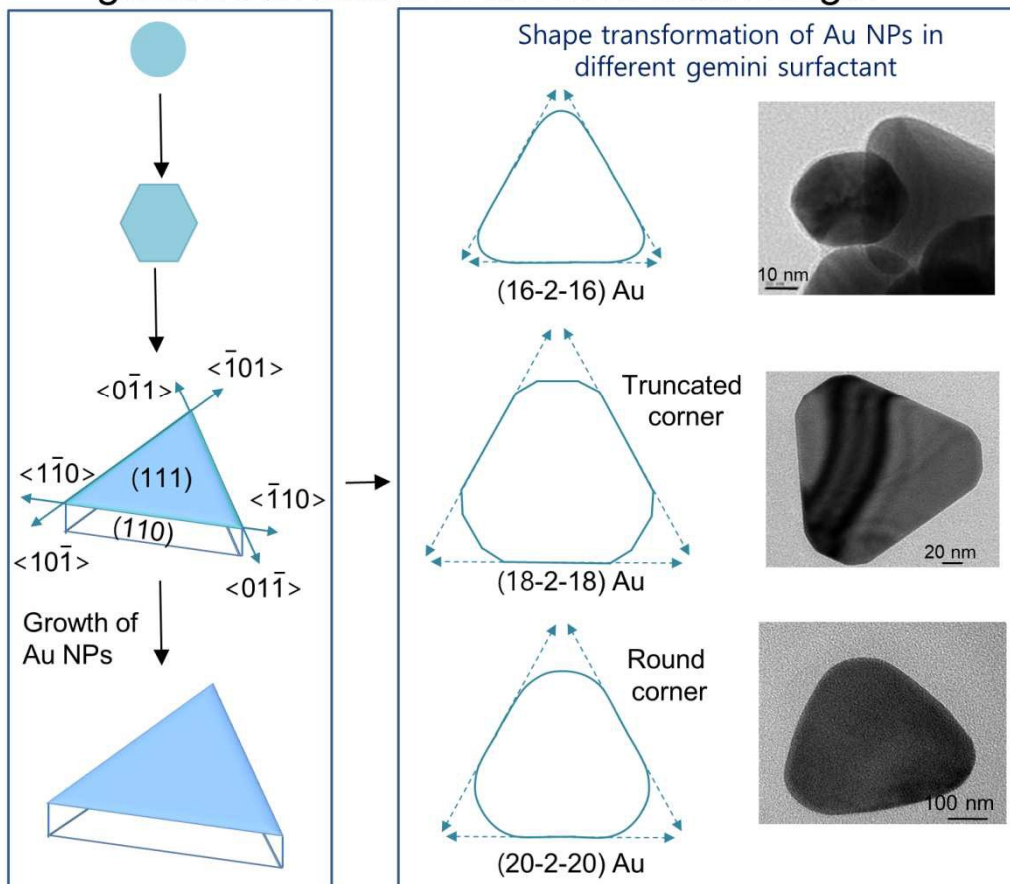 Shape transformation of Au NPs in
different gemini surfactant
<01̅1>
<1̅01>
<11̅0>
(111)
<1̅10>
(110)
<101̅>
<011̅>
Growth of
Au NPs
(16-2-16) Au
10 nm
Truncated
corner
(18-2-18) Au
20 nm
Round
corner
(20-2-20) Au
100 nm